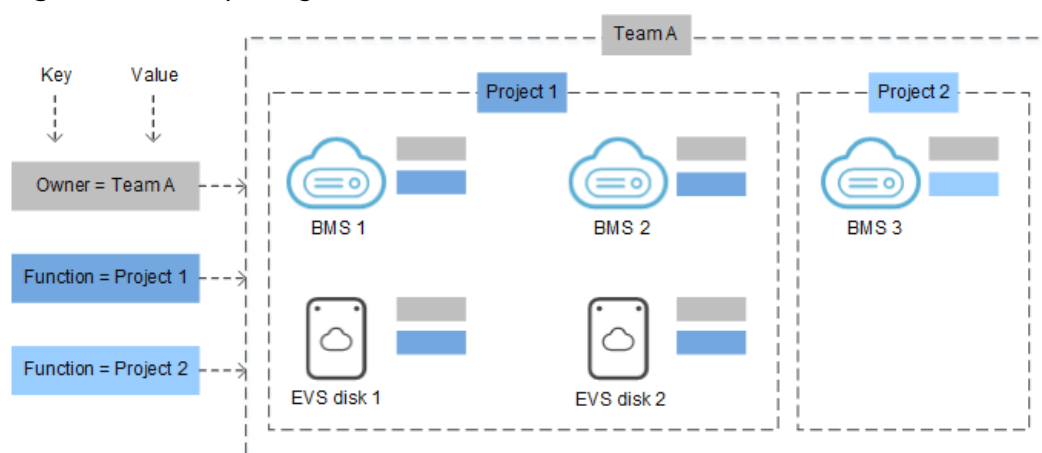 Team A
Key Value
Project 1 Project 2
Owner = Team A
BMS 1 BMS 2 BMS 3
Function = Project 1
Function = Project 2
EVS disk 1 EVS disk 2